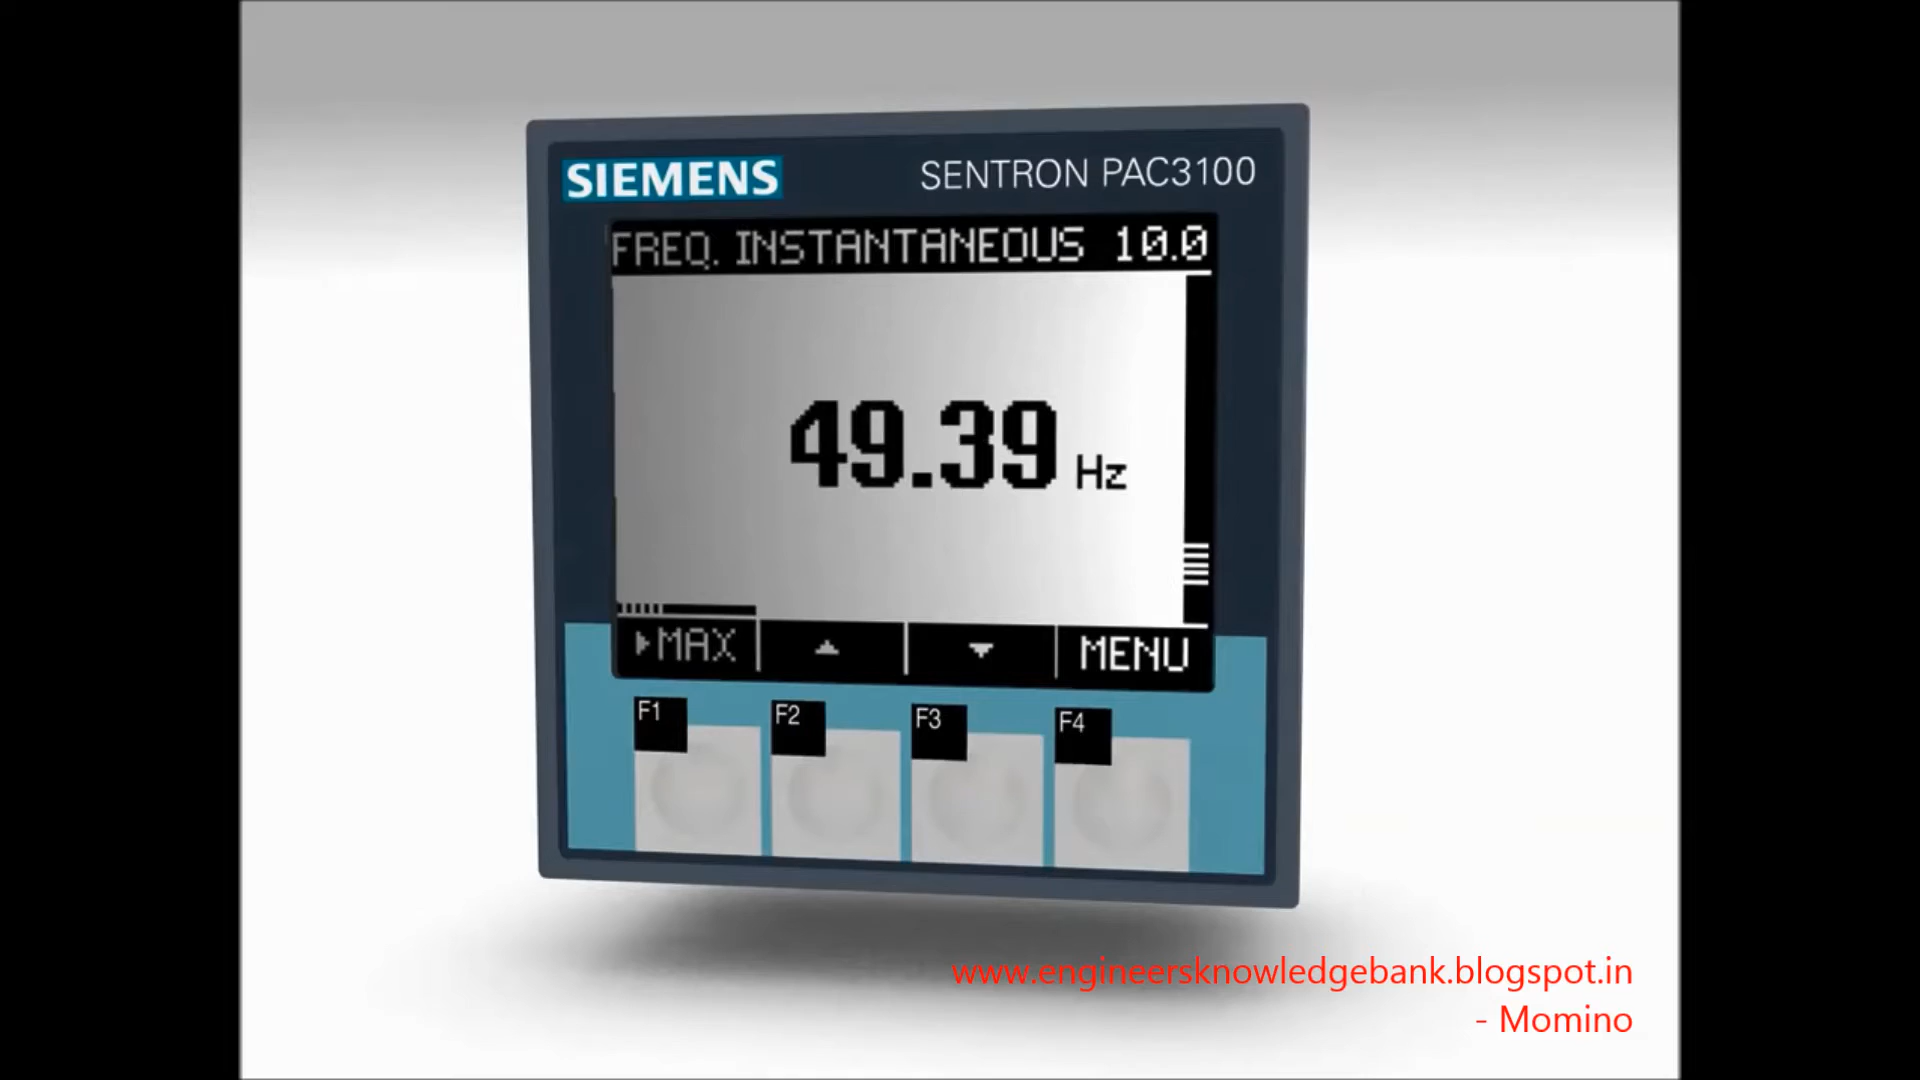 SIEMENS
SENTRON PAC3100
FREQ. INSTANTANEOUS 10.0
49.39 Hz
▶MAX ▲ ▼ MENU
F1 F2 F3 F4
www.engineersknowledgebank.blogspot.in
- Momino